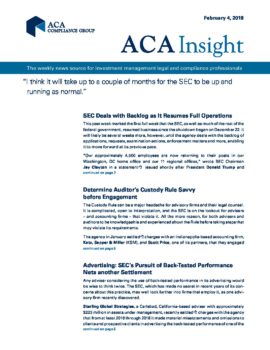 ACA
COMPLIANCE GROUP
February 4, 2019
ACA Insight
The weekly news source for investment management legal and compliance professionals
"I think it will take up to a couple of months for the SEC to be up and
running as normal."
SEC Deals with Backlog as It Resumes Full Operations
This past week marked the first full week that the SEC, as well as much of the rest of the
federal government, resumed business since the shutdown began on December 22. It
will likely be several weeks more, however, until the agency deals with this backlog of
applications, requests, examination actions, enforcement matters and more, enabling
it to move forward at its previous pace.
"Our approximately 4,500 employees are now returning to their posts in our
Washington, DC home office and our 11 regional offices," wrote SEC Chairman
Jay Clayton in a statement issued shortly after President Donald Trump and
continued on page 2
Determine Auditor's Custody Rule Savvy
before Engagement
The Custody Rule can be a major headache for advisory firms and their legal counsel.
It is complicated, open to interpretation, and the SEC is on the lookout for advisers
– and accounting firms – that violate it. All the more reason, for both advisers and
auditors to be knowledgeable and experienced about the Rule before taking steps that
may violate its requirements.
The agency in January settled charges with an Indianapolis-based accounting firm,
Katz, Sapper & Miller (KSM), and Scott Price, one of its partners, that they engaged
continued on page 3
Advertising: SEC's Pursuit of Back-Tested Performance
Nets another Settlement
Any adviser considering the use of back-tested performance in its advertising would
be wise to think twice. The SEC, which has made no secret in recent years of its con-
cerns about this practice, may well look further into firms that employ it, as one advi-
sory firm recently discovered.
Sterling Global Strategies, a Carlsbad, California-based adviser with approximately
$223 million in assets under management, recently settled charges with the agency
that from at least 2015 through 2018 it made material misstatements and omissions to
clients and prospective clients in advertising the back-tested performance of one of the
continued on page 5